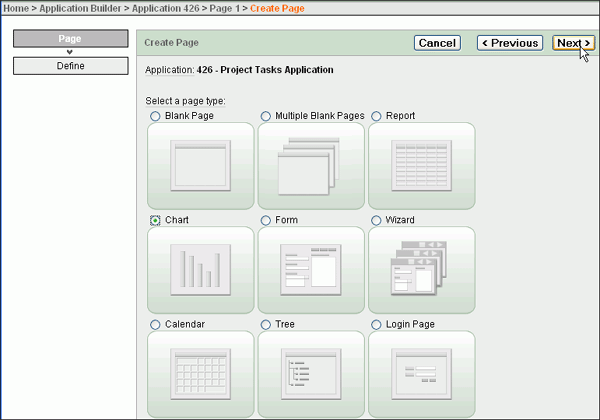 Home > Application Builder > Application 426 > Page 1 > Create Page
Page
Define
Create Page
Cancel
< Previous
Next >
Application: 426 - Project Tasks Application
Select a page type:
Blank Page
Multiple Blank Pages
Report
Chart
Form
Wizard
Calendar
Tree
Login Page